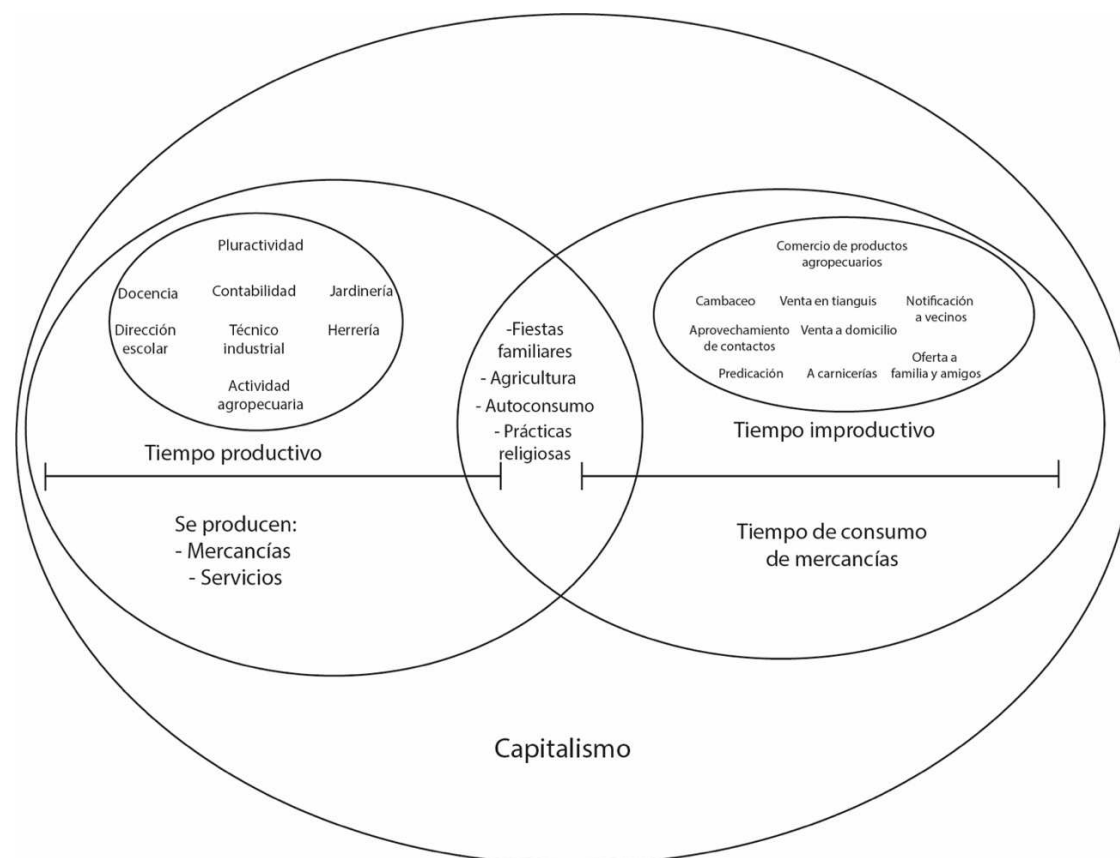 Pluractividad
Docencia
Contabilidad
Jardinería
Dirección
escolar
Técnico
industrial
Herrería
Actividad
agropecuaria
Tiempo productivo
Se producen:
- Mercancías
- Servicios
-Fiestas
familiares
- Agricultura
- Autoconsumo
- Prácticas
religiosas
Comercio de productos
agropecuarios
Cambaceo
Venta en tianguis
Notificación
a vecinos
Aprovechamiento
de contactos
Venta a domicilio
Predicación
A carnicerías
Oferta a
familia y amigos
Tiempo improductivo
Tiempo de consumo
de mercancías
Capitalismo